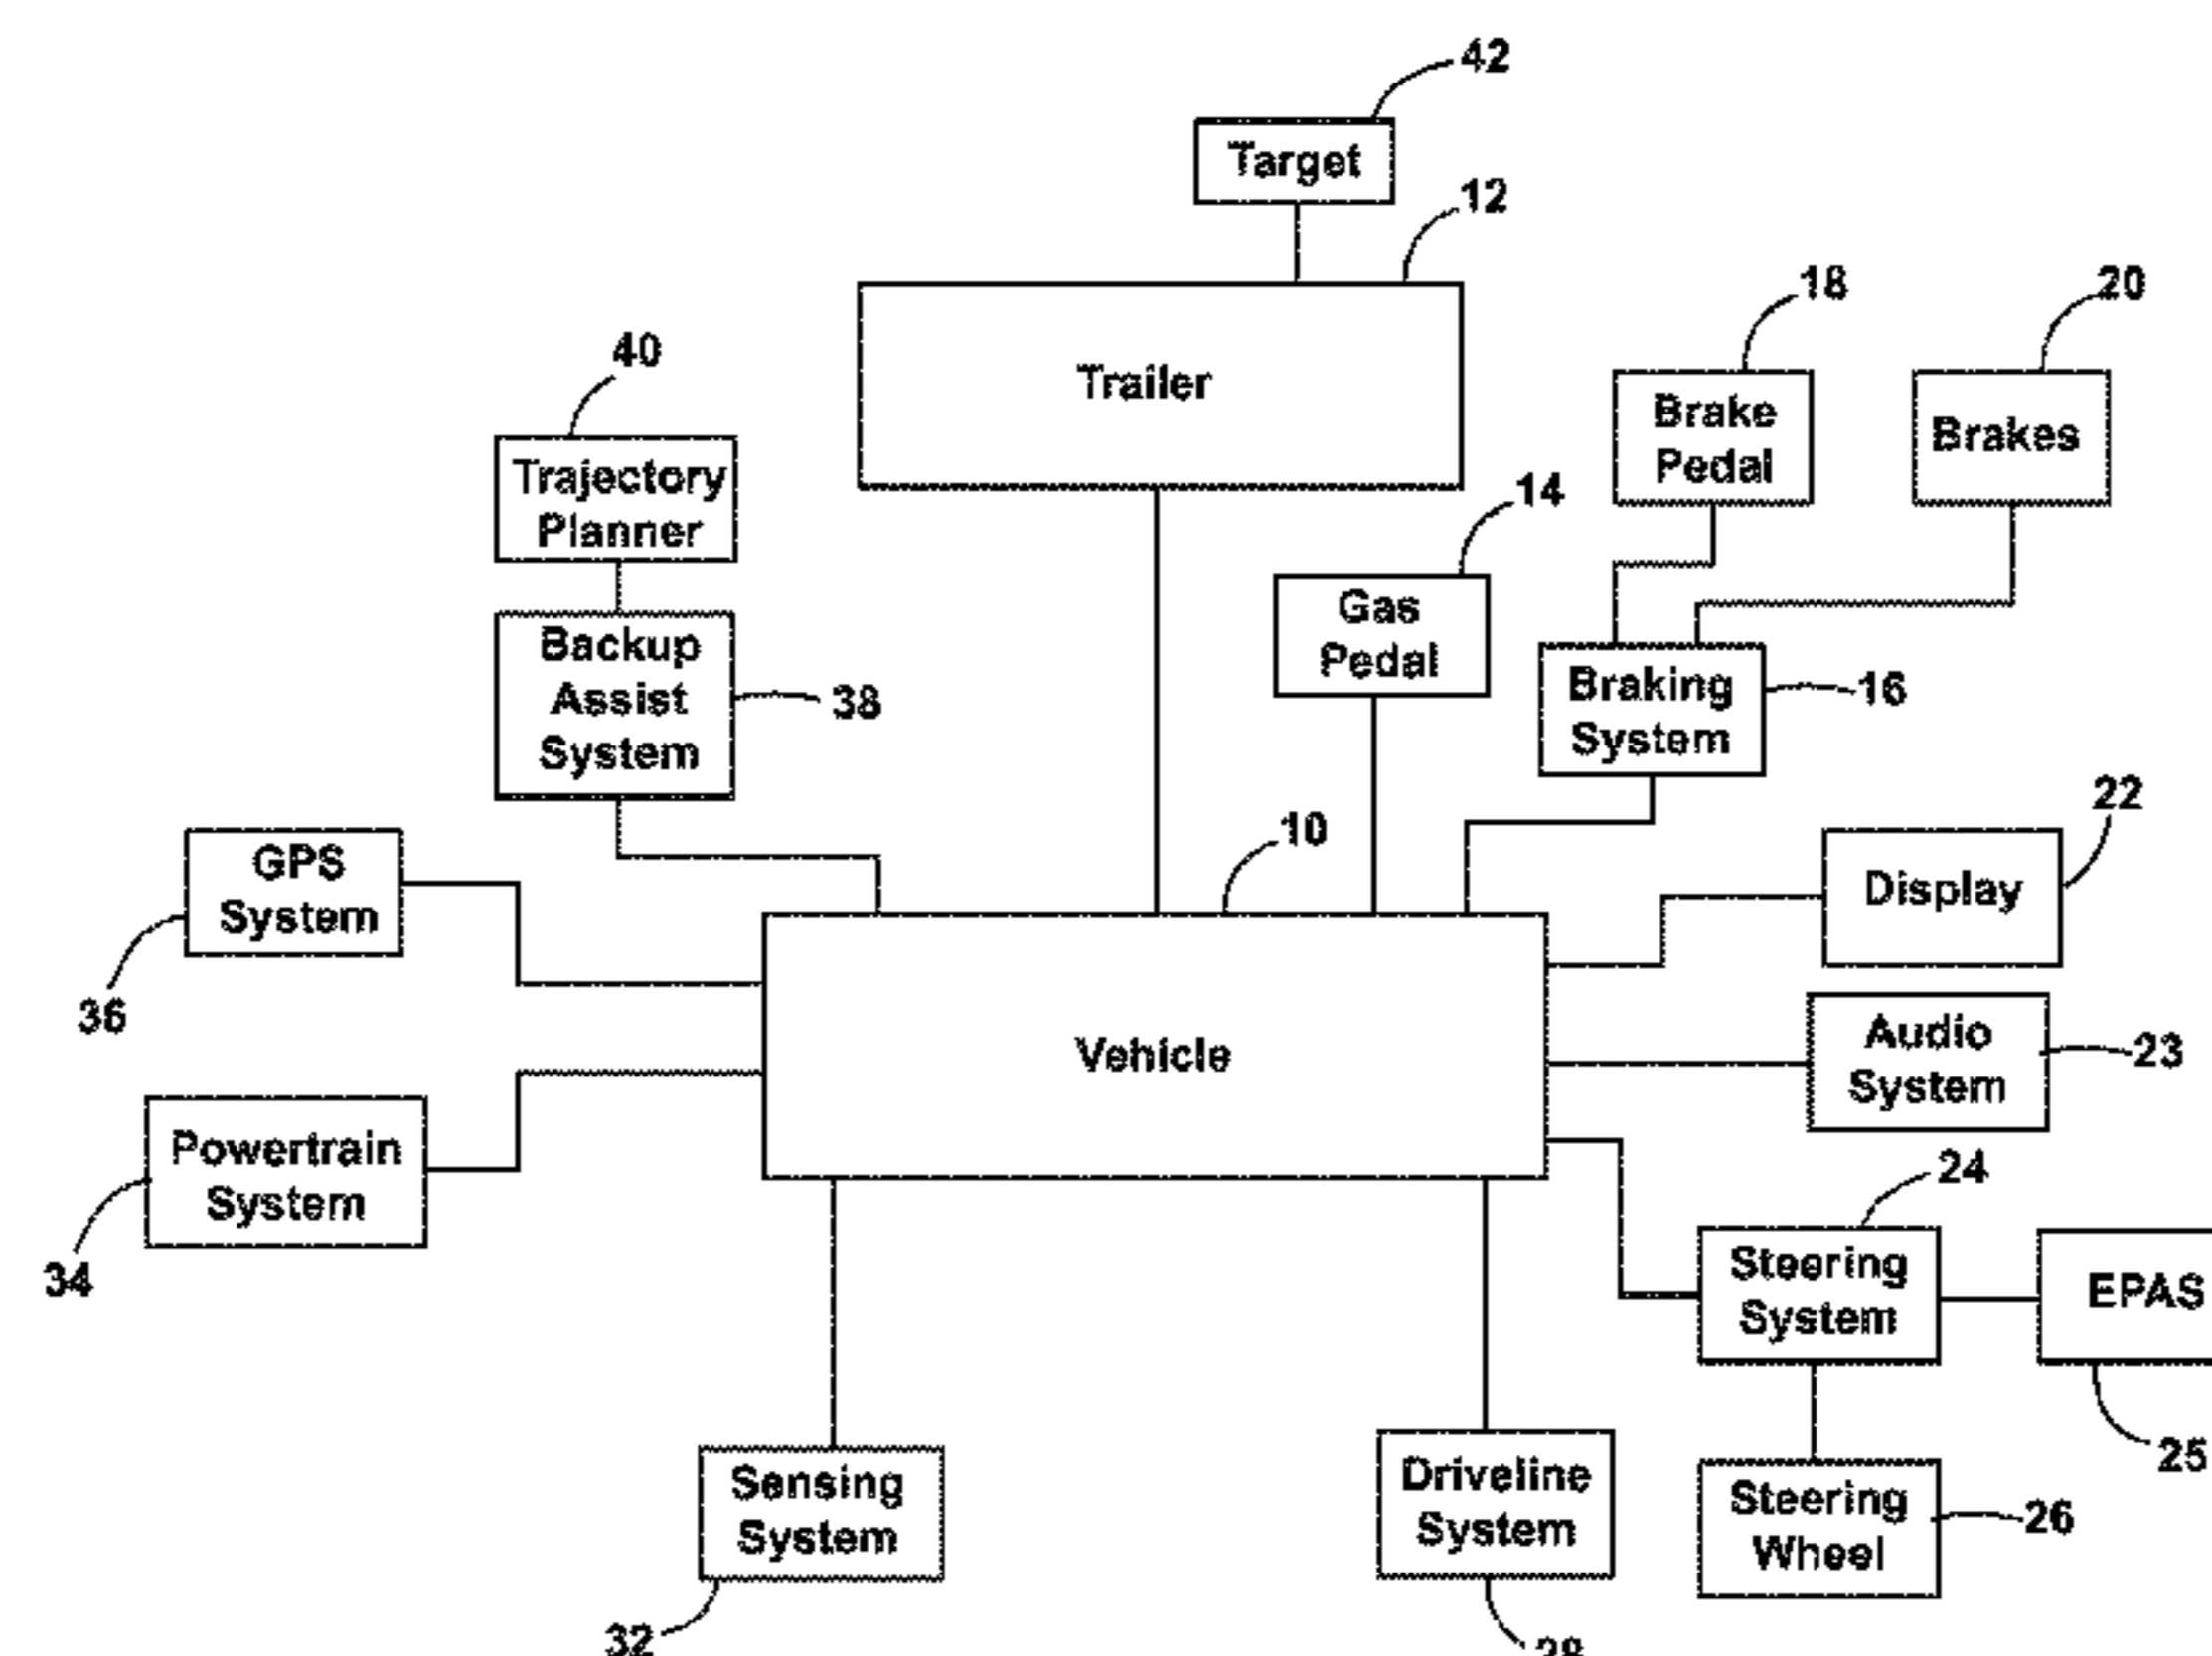 42
Target
12
18
20
40
Trailer
Brake
Pedal
Brakes
Trajectory
Planner
14
Gas
Pedal
Backup
Assist
System
38
Braking
System
16
22
10
GPS
System
Display
36
Audio
System
23
Vehicle
Powertrain
System
24
34
Steering
System
EPAS
25
Sensing
System
Driveline
System
Steering
Wheel
26
32